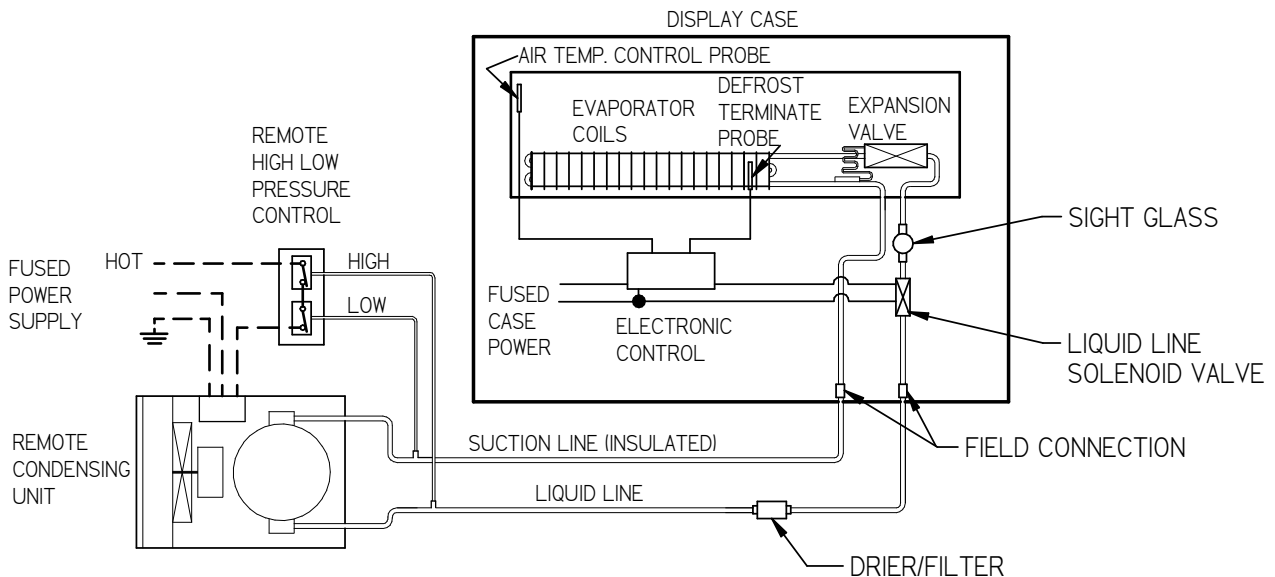 DISPLAY CASE
AIR TEMP. CONTROL PROBE
DEFROST
TERMINATE
PROBE
EVAPORATOR
COILS
EXPANSION
VALVE
REMOTE
HIGH LOW
PRESSURE
CONTROL
SIGHT GLASS
HOT
HIGH
LOW
FUSED
POWER
SUPPLY
FUSED
CASE
POWER
ELECTRONIC
CONTROL
LIQUID LINE
SOLENOID VALVE
REMOTE
CONDENSING
UNIT
SUCTION LINE (INSULATED)
FIELD CONNECTION
LIQUID LINE
DRIER/FILTER